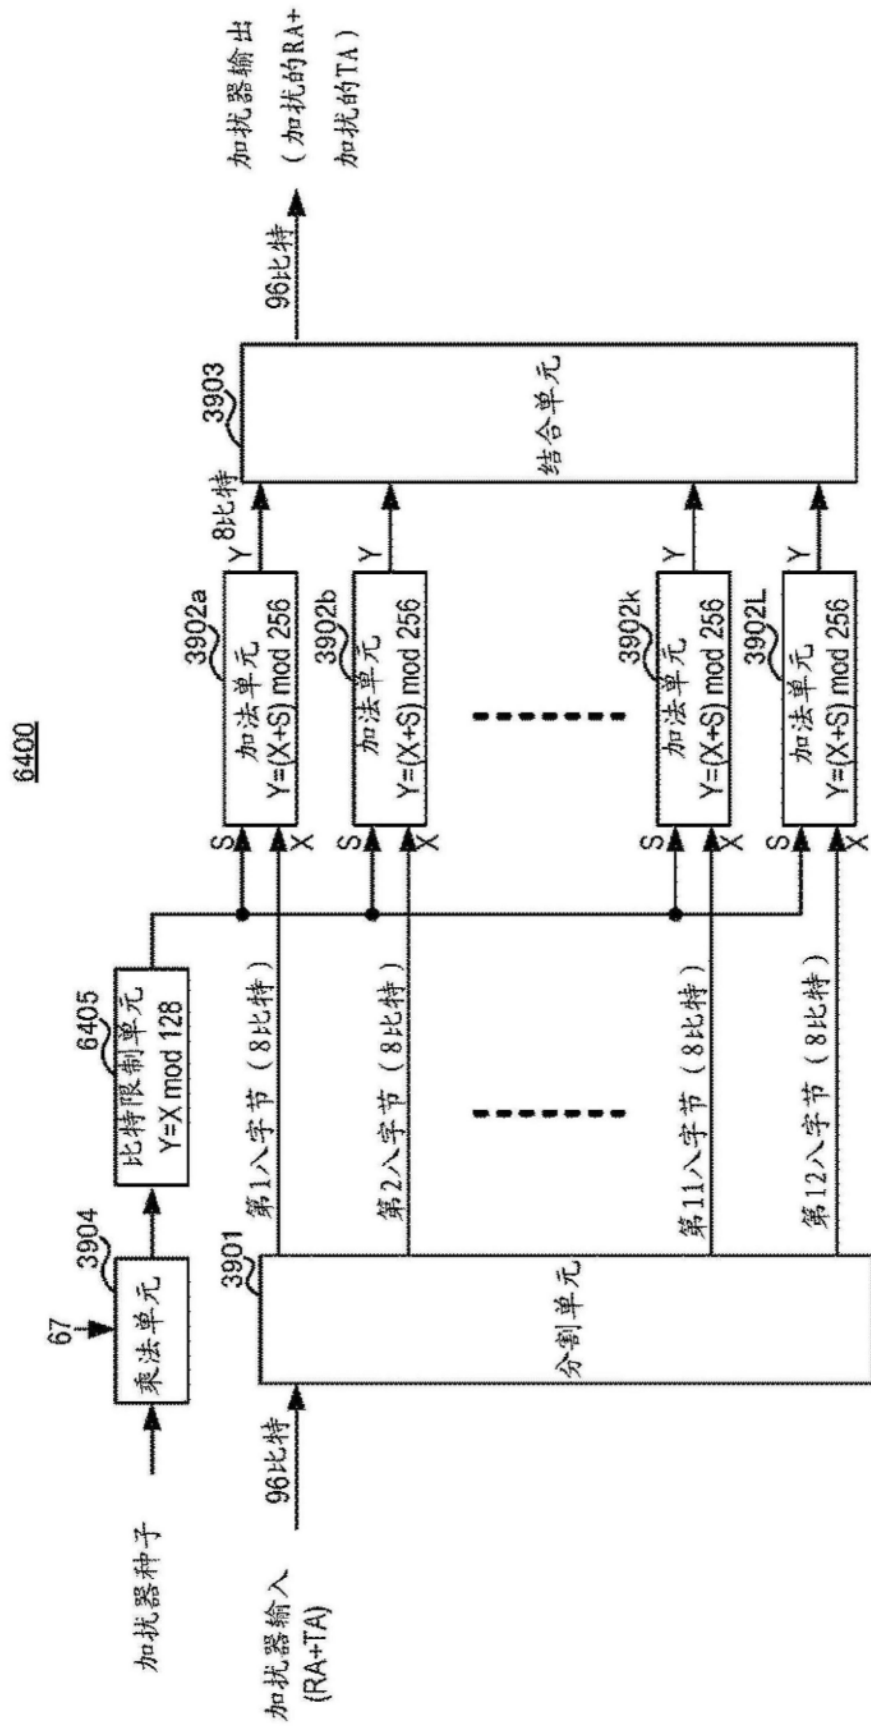 6400
加扰器种子
67
3904
乘法单元
6405
比特限制单元
Y=X mod 128
加扰器输入
(RA+TA)
96比特
3901
分割单元
第1八字节（8比特）
第2八字节（8比特）
第11八字节（8比特）
第12八字节（8比特）
S
X
3902a
加法单元
Y=(X+S) mod 256
Y
8比特
S
X
3902b
加法单元
Y=(X+S) mod 256
Y
S
X
3902k
加法单元
Y=(X+S) mod 256
Y
S
X
3902L
加法单元
Y=(X+S) mod 256
Y
3903
结合单元
96比特
加扰器输出
（加扰的RA+
加扰的TA）